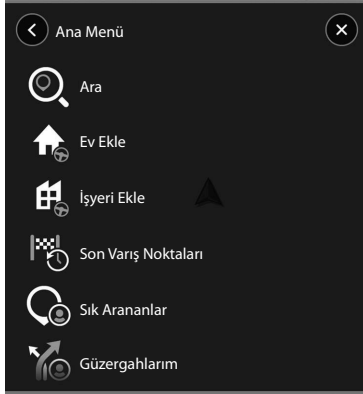 Ana Menü
Ara
Ev Ekle
İşyeri Ekle
Son Varış Noktaları
Sık Arananlar
Güzergahlarım